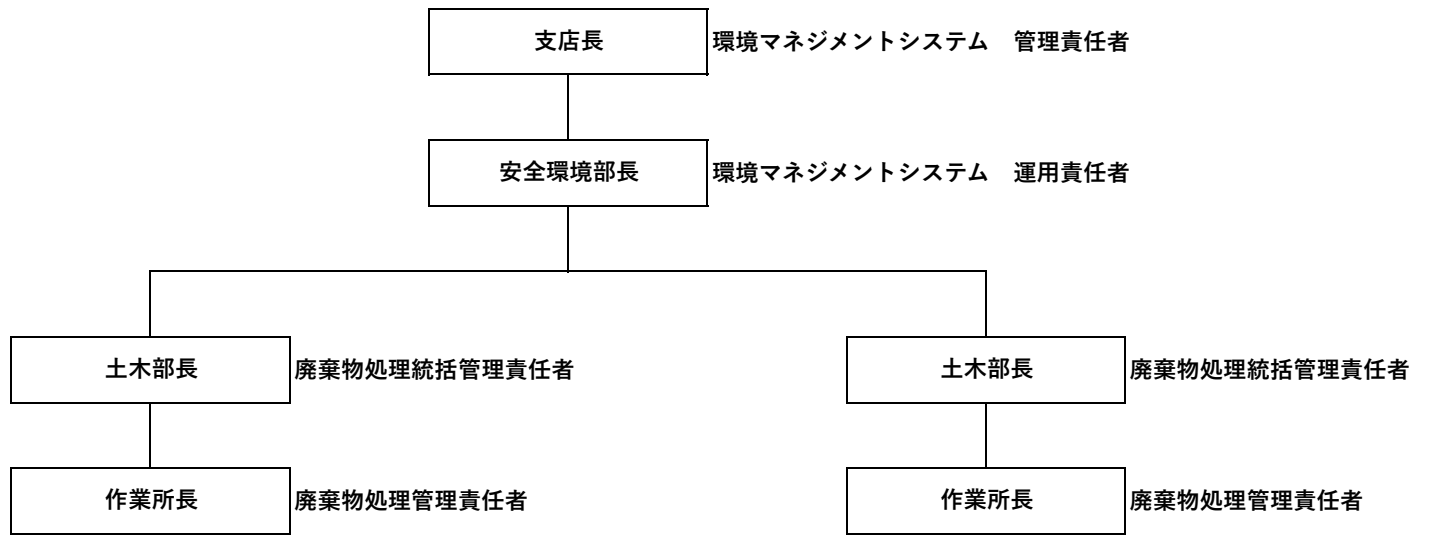 支店長 環境マネジメントシステム　管理責任者
安全環境部長 環境マネジメントシステム　運用責任者
土木部長 廃棄物処理統括管理責任者
土木部長 廃棄物処理統括管理責任者
作業所長 廃棄物処理管理責任者
作業所長 廃棄物処理管理責任者